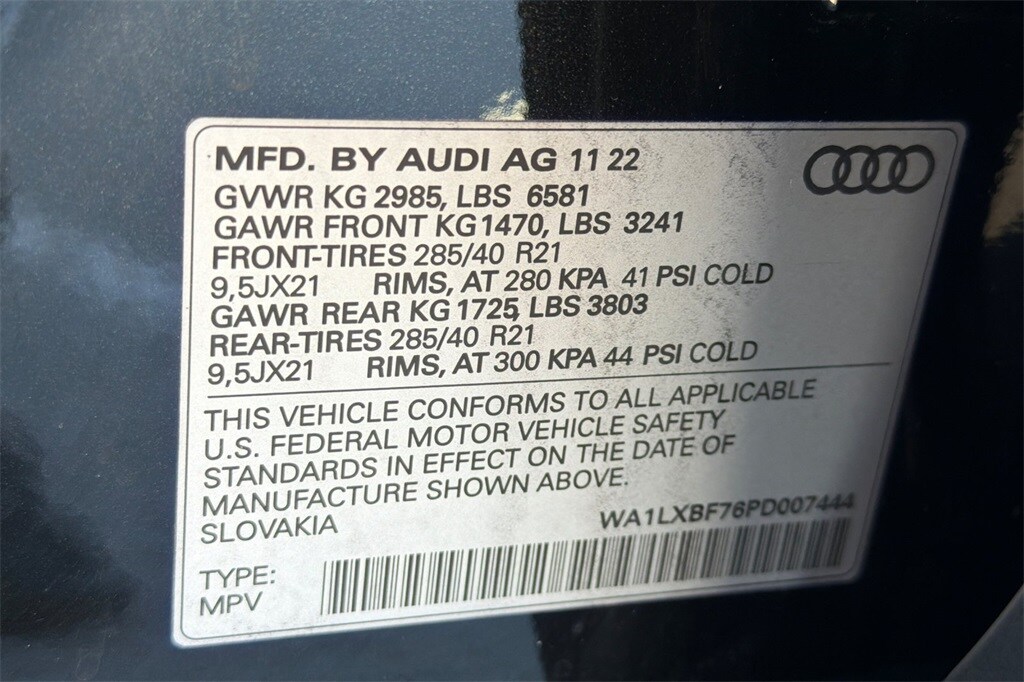 MFD. BY AUDI AG 11 22
GVWR KG 2985, LBS 6581
GAWR FRONT KG1470, LBS 3241
FRONT-TIRES 285/40 R21
9,5JX21 RIMS, AT 280 KPA 41 PSI COLD
GAWR REAR KG 1725, LBS 3803
REAR-TIRES 285/40 R21
9,5JX21 RIMS, AT 300 KPA 44 PSI COLD
THIS VEHICLE CONFORMS TO ALL APPLICABLE
U.S. FEDERAL MOTOR VEHICLE SAFETY
STANDARDS IN EFFECT ON THE DATE OF
MANUFACTURE SHOWN ABOVE.
SLOVAKIA WA1LXBF76PD007444
TYPE:
MPV